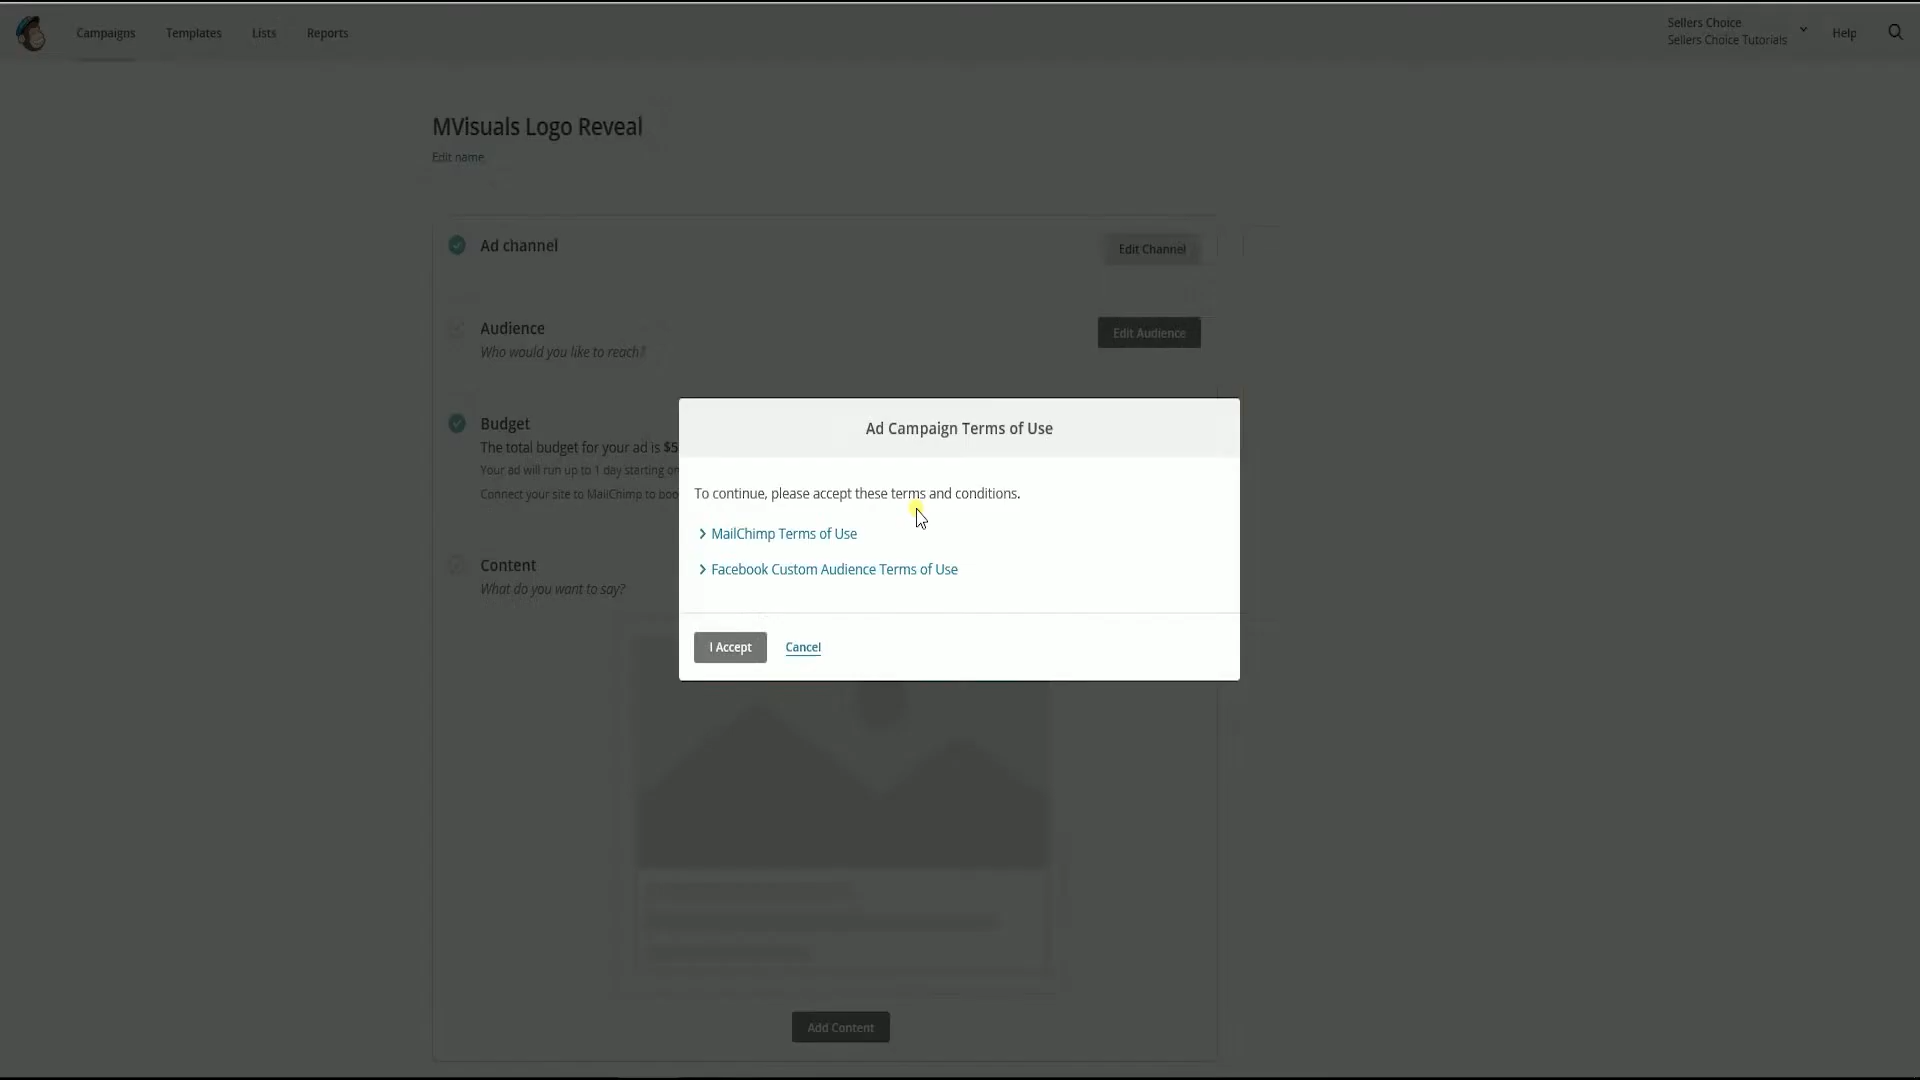 Campaigns
Templates
Lists
Reports
Sellers Choice
Sellers Choice Tutorials
Help
MVisuals Logo Reveal
Edit name
Ad channel
Edit Channel
Audience
Who would you like to reach?
Edit Audience
Budget
The total budget for your ad is $5
Your ad will run up to 1 day starting on
Connect your site to MailChimp to boo
Ad Campaign Terms of Use
To continue, please accept these terms and conditions.
MailChimp Terms of Use
Facebook Custom Audience Terms of Use
I Accept
Cancel
Content
What do you want to say?
Add Content